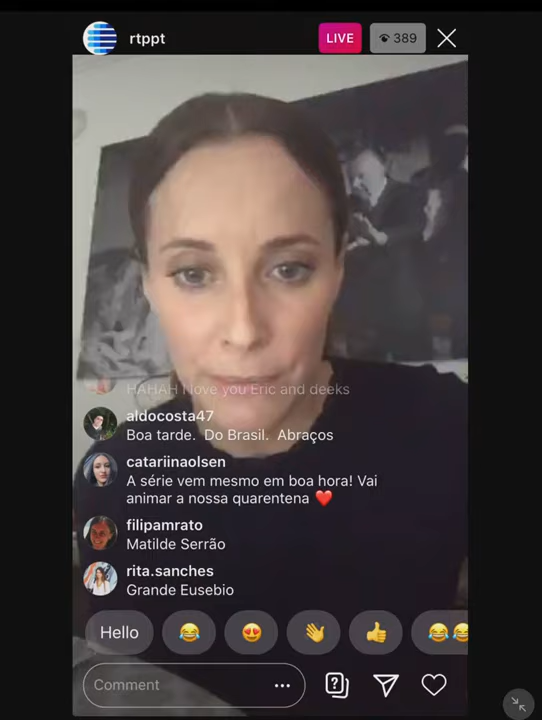 rtppt
LIVE
389
HAHAH I love you Eric and deeks
aldocosta47
Boa tarde. Do Brasil. Abraços
catariinaolsen
A série vem mesmo em boa hora! Vai
animar a nossa quarentena ❤️
filipamrato
Matilde Serrão
rita.sanches
Grande Eusebio
Hello
Comment